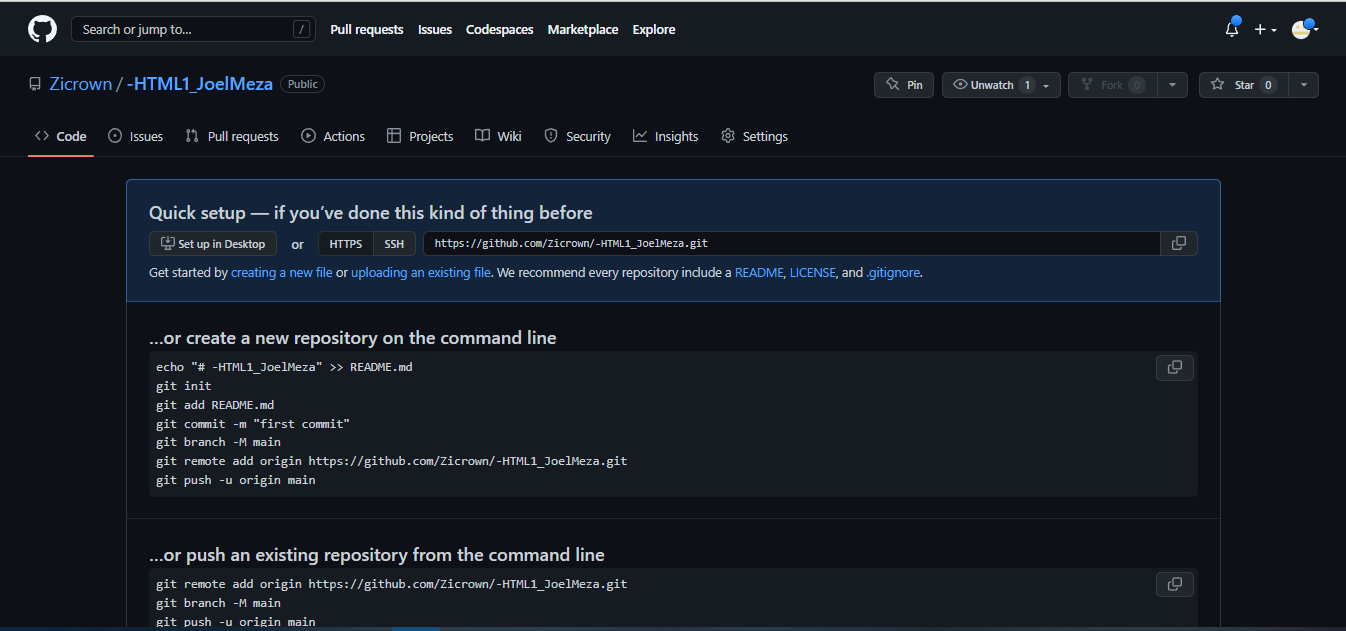 Search or jump to... / Pull requests Issues Codespaces Marketplace Explore
Zicrown / -HTML1_JoelMeza Public Pin Unwatch 1 Fork 0 Star 0
<> Code Issues Pull requests Actions Projects Wiki Security Insights Settings
Quick setup — if you’ve done this kind of thing before
Set up in Desktop or HTTPS SSH https://github.com/Zicrown/-HTML1_JoelMeza.git
Get started by creating a new file or uploading an existing file. We recommend every repository include a README, LICENSE, and .gitignore.
…or create a new repository on the command line
echo "# -HTML1_JoelMeza" >> README.md
git init
git add README.md
git commit -m "first commit"
git branch -M main
git remote add origin https://github.com/Zicrown/-HTML1_JoelMeza.git
git push -u origin main
…or push an existing repository from the command line
git remote add origin https://github.com/Zicrown/-HTML1_JoelMeza.git
git branch -M main
git push -u origin main